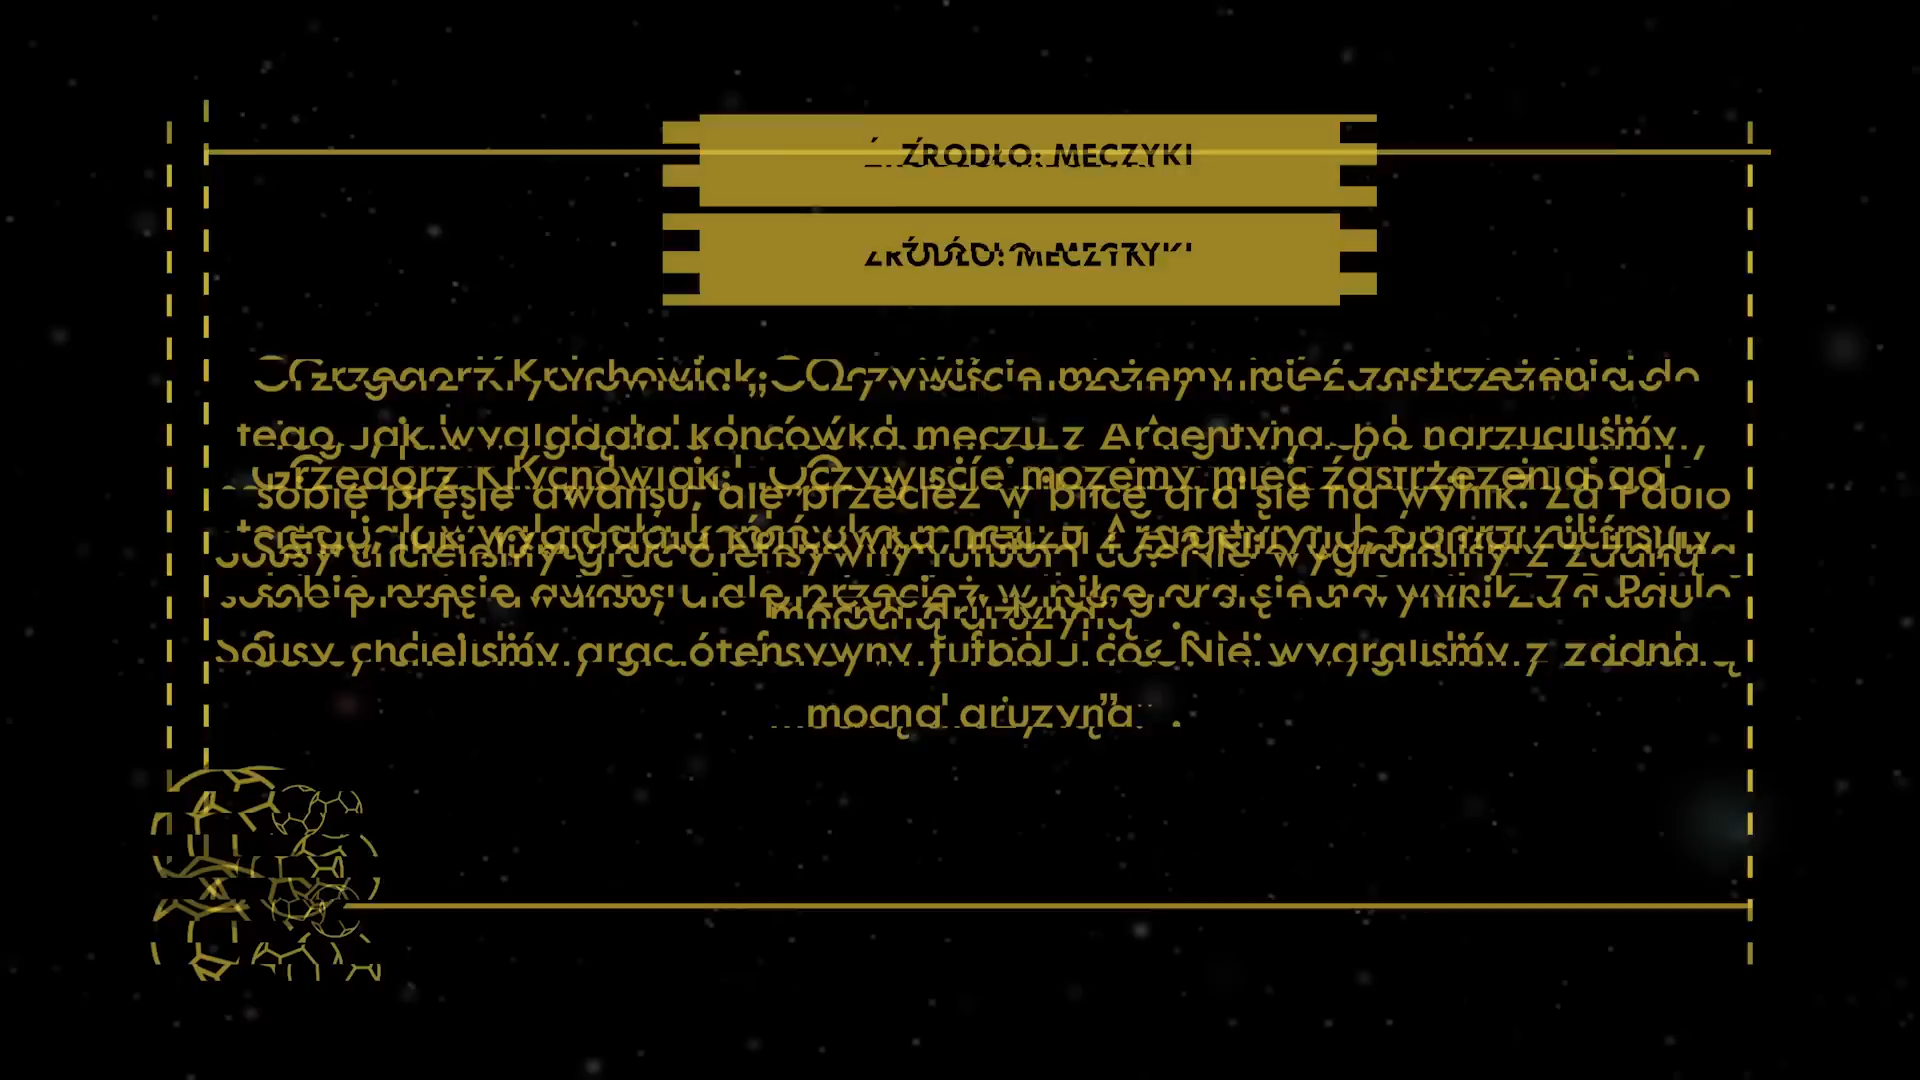 ŹRÓDŁO: MECZYKI
Grzegorz Krychowiak: „Oczywiście możemy mieć zastrzeżenia do
tego, jak wyglądała końcówka meczu z Argentyną, bo narzuciliśmy
sobie presję awansu, ale przecież w piłce gra się na wynik. Za Paulo
Sousy chcieliśmy grać ofensywny futbol i co? Nie wygraliśmy z żadną
mocną drużyną”.